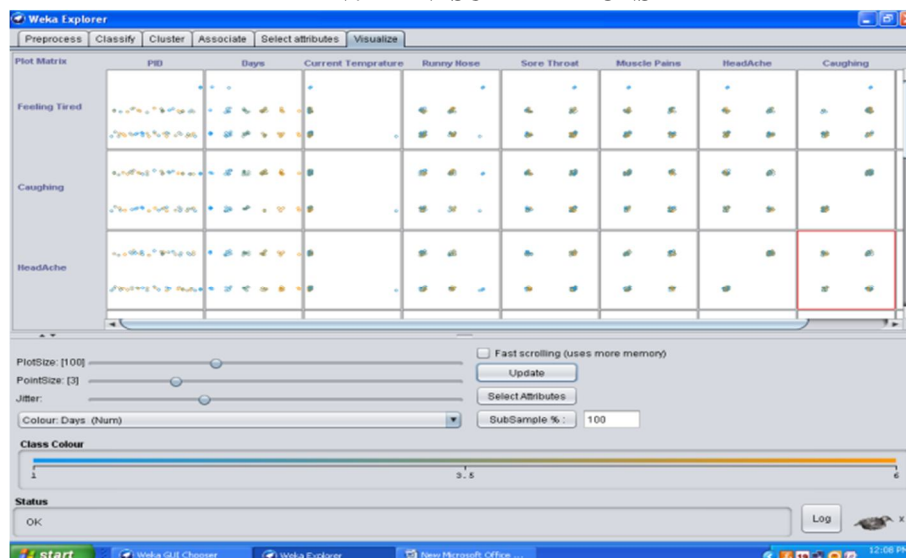 Weka Explorer
Preprocess Classify Cluster Associate Select attributes Visualize
Plot Matrix PID Days Current Temprature Runny Nose Sore Throat Muscle Pains HeadAche Caughing
Feeling Tired
Caughing
HeadAche
PlotSize: [100]
PointSize: [3]
Jitter:
Fast scrolling (uses more memory)
Update
Select Attributes
Colour: Days (Num)
SubSample % : 100
Class Colour
1 3.5 6
Status
OK
Log
x
start Weka GUI Chooser Weka Explorer New Microsoft Office ... 12:08 PM